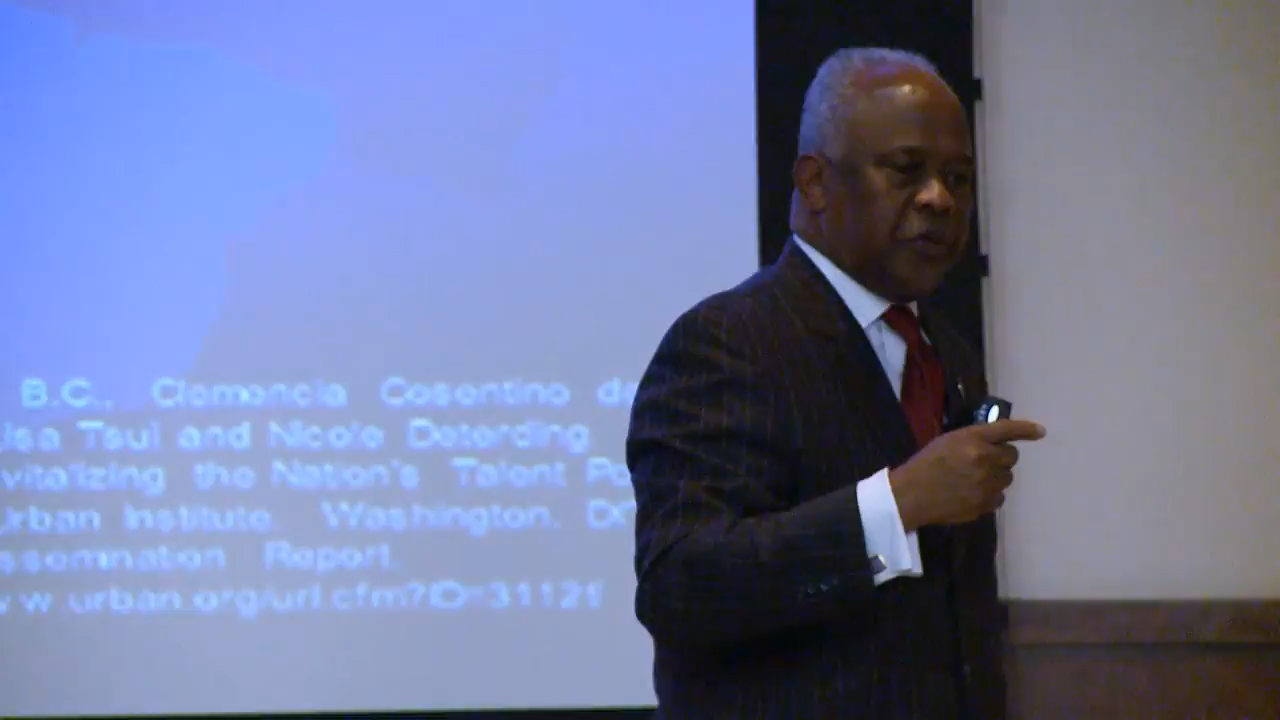 B.C., Clemencia Cosentino de
Lisa Tsui and Nicole Deterding
vitalizing the Nation's Talent Po
Urban Institute. Washington, DC
ssemination Report.
ww.urban.org/url.cfm?ID=31121